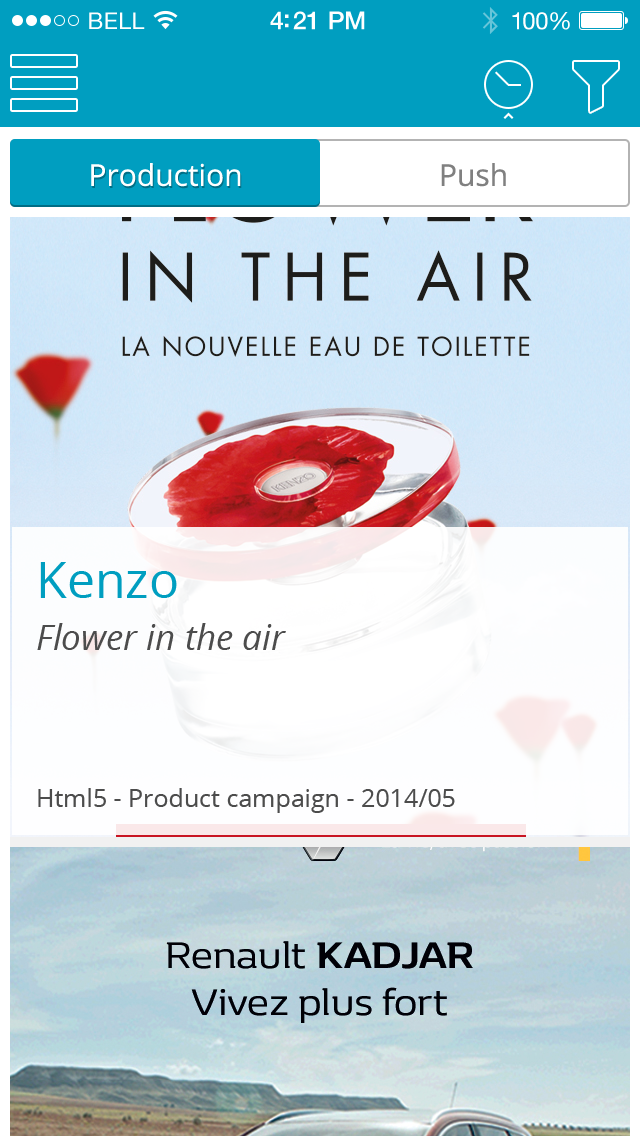 BELL 4:21 PM 100%
Production Push
FLOWER
IN THE AIR
LA NOUVELLE EAU DE TOILETTE
KENZO
Kenzo
Flower in the air
Html5 - Product campaign - 2014/05
Renault KADJAR
Vivez plus fort